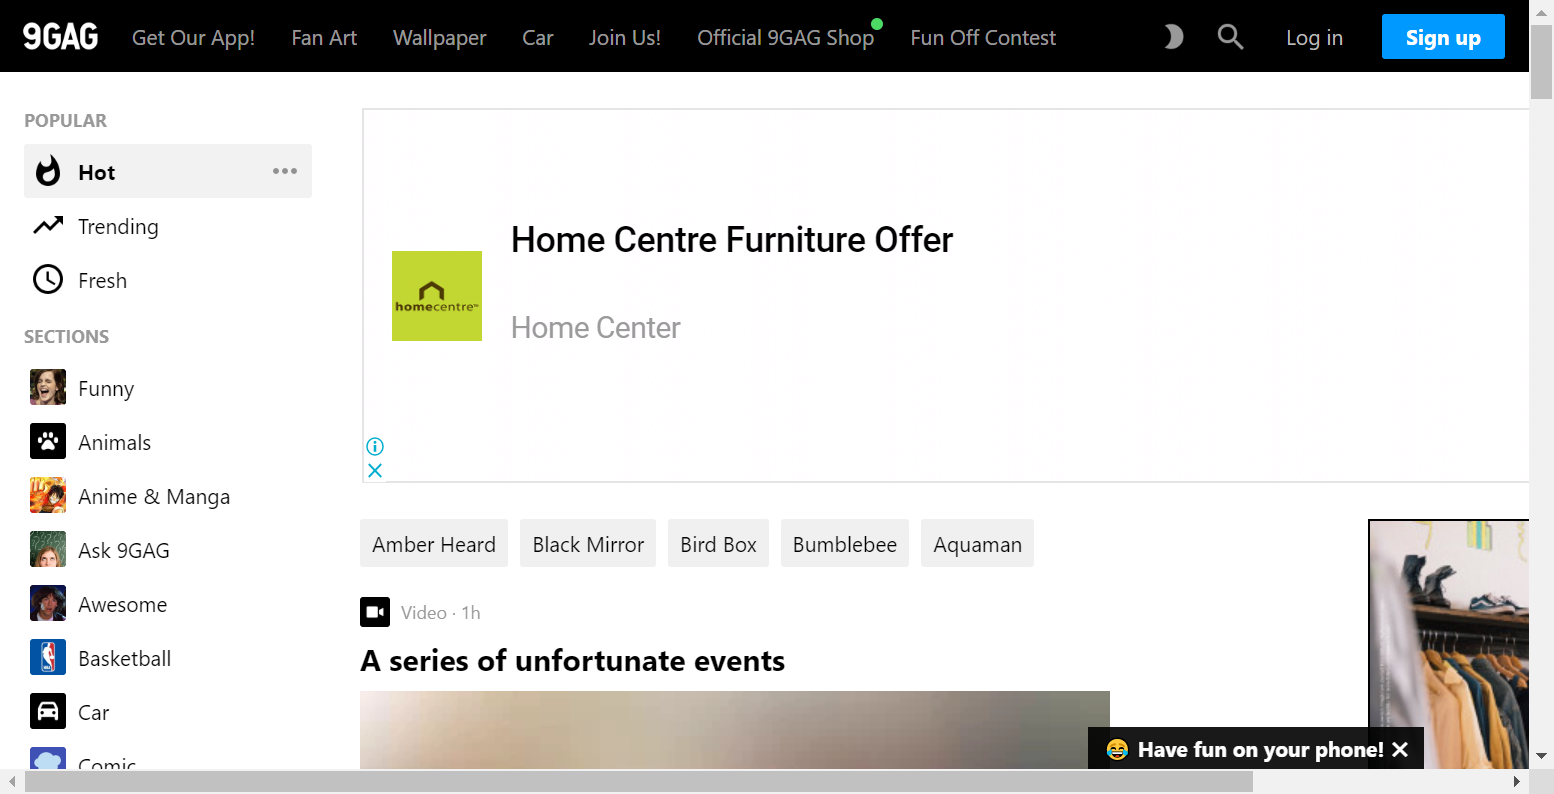 9GAG Get Our App! Fan Art Wallpaper Car Join Us! Official 9GAG Shop Fun Off Contest Log in Sign up
POPULAR
Hot
Trending
Fresh
SECTIONS
Funny
Animals
Anime & Manga
Ask 9GAG
Awesome
Basketball
Car
Comic
Home Centre Furniture Offer
homecentre™
Home Center
Amber Heard Black Mirror Bird Box Bumblebee Aquaman
Video · 1h
A series of unfortunate events
😂 Have fun on your phone!